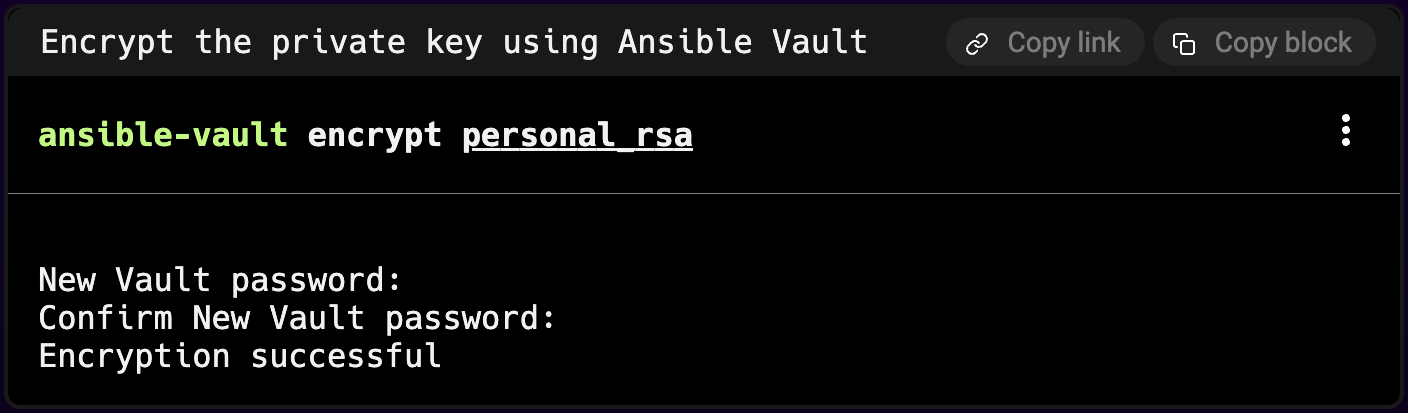 Encrypt the private key using Ansible Vault
Copy link
Copy block
ansible-vault encrypt personal_rsa
New Vault password:
Confirm New Vault password:
Encryption successful